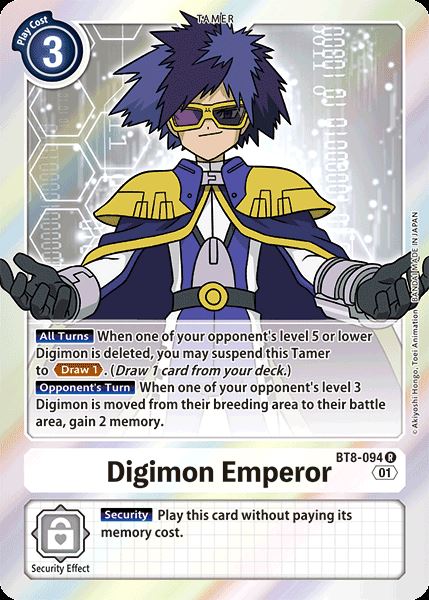 TAMER
Play Cost
3
All Turns When one of your opponent's level 5 or lower
Digimon is deleted, you may suspend this Tamer
to Draw 1. (Draw 1 card from your deck.)
Opponent's Turn When one of your opponent's level 3
Digimon is moved from their breeding area to their battle
area, gain 2 memory.
©Akiyoshi Hongo, Toei Animation BANDAI MADE IN JAPAN
BT8-094 R
Digimon Emperor
01
Security Play this card without paying its
memory cost.
Security Effect